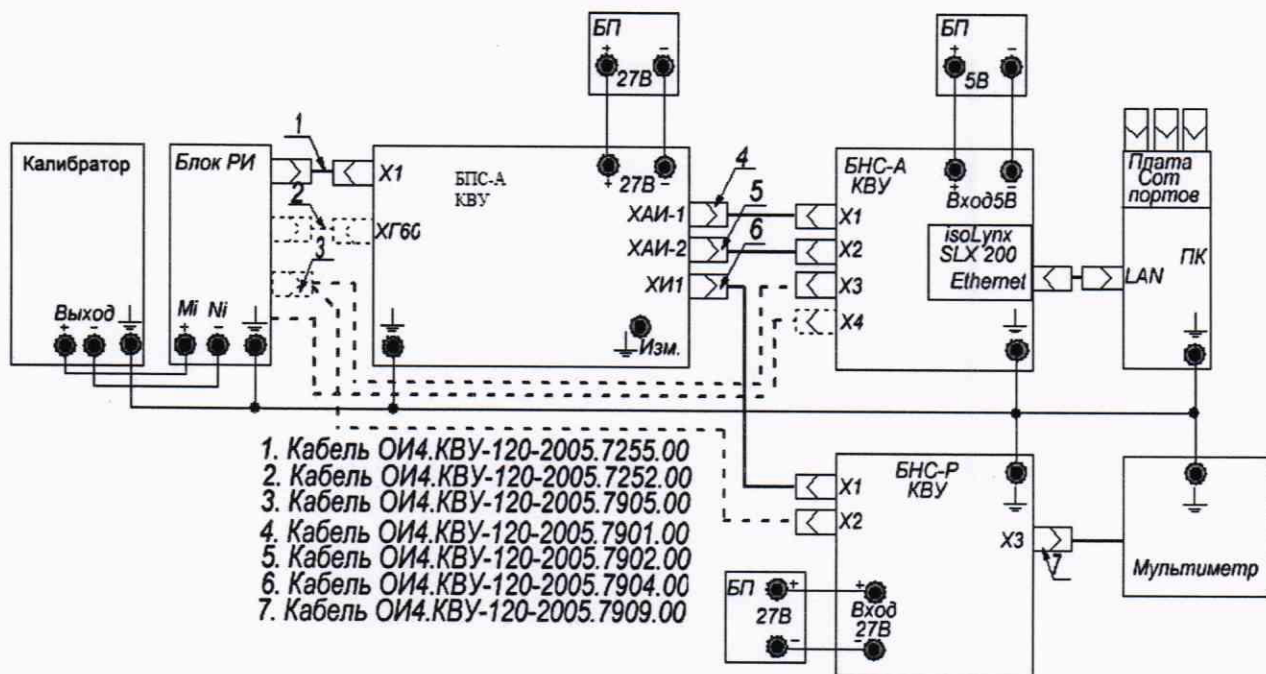 БП
+ -
27В
БП
+ -
5В
1
2
3
4
5
6
7
Калибратор
Выход
+ -
Блок РИ
Mi Ni
+ -
X1
ХГ60
БПС-А
КВУ
27В
+ -
ХАИ-1
ХАИ-2
ХИ1
Изм.
БНС-А
КВУ
+ -
Вход5В
X1
X2
X3
X4
isoLynx
SLX 200
Ethernet
Плата
Com
портов
ПК
LAN
1. Кабель ОИ4.КВУ-120-2005.7255.00
2. Кабель ОИ4.КВУ-120-2005.7252.00
3. Кабель ОИ4.КВУ-120-2005.7905.00
4. Кабель ОИ4.КВУ-120-2005.7901.00
5. Кабель ОИ4.КВУ-120-2005.7902.00
6. Кабель ОИ4.КВУ-120-2005.7904.00
7. Кабель ОИ4.КВУ-120-2005.7909.00
БНС-Р
КВУ
X1
X2
X3
БП
27В
+
-
+
Вход
27В
-
Мультиметр